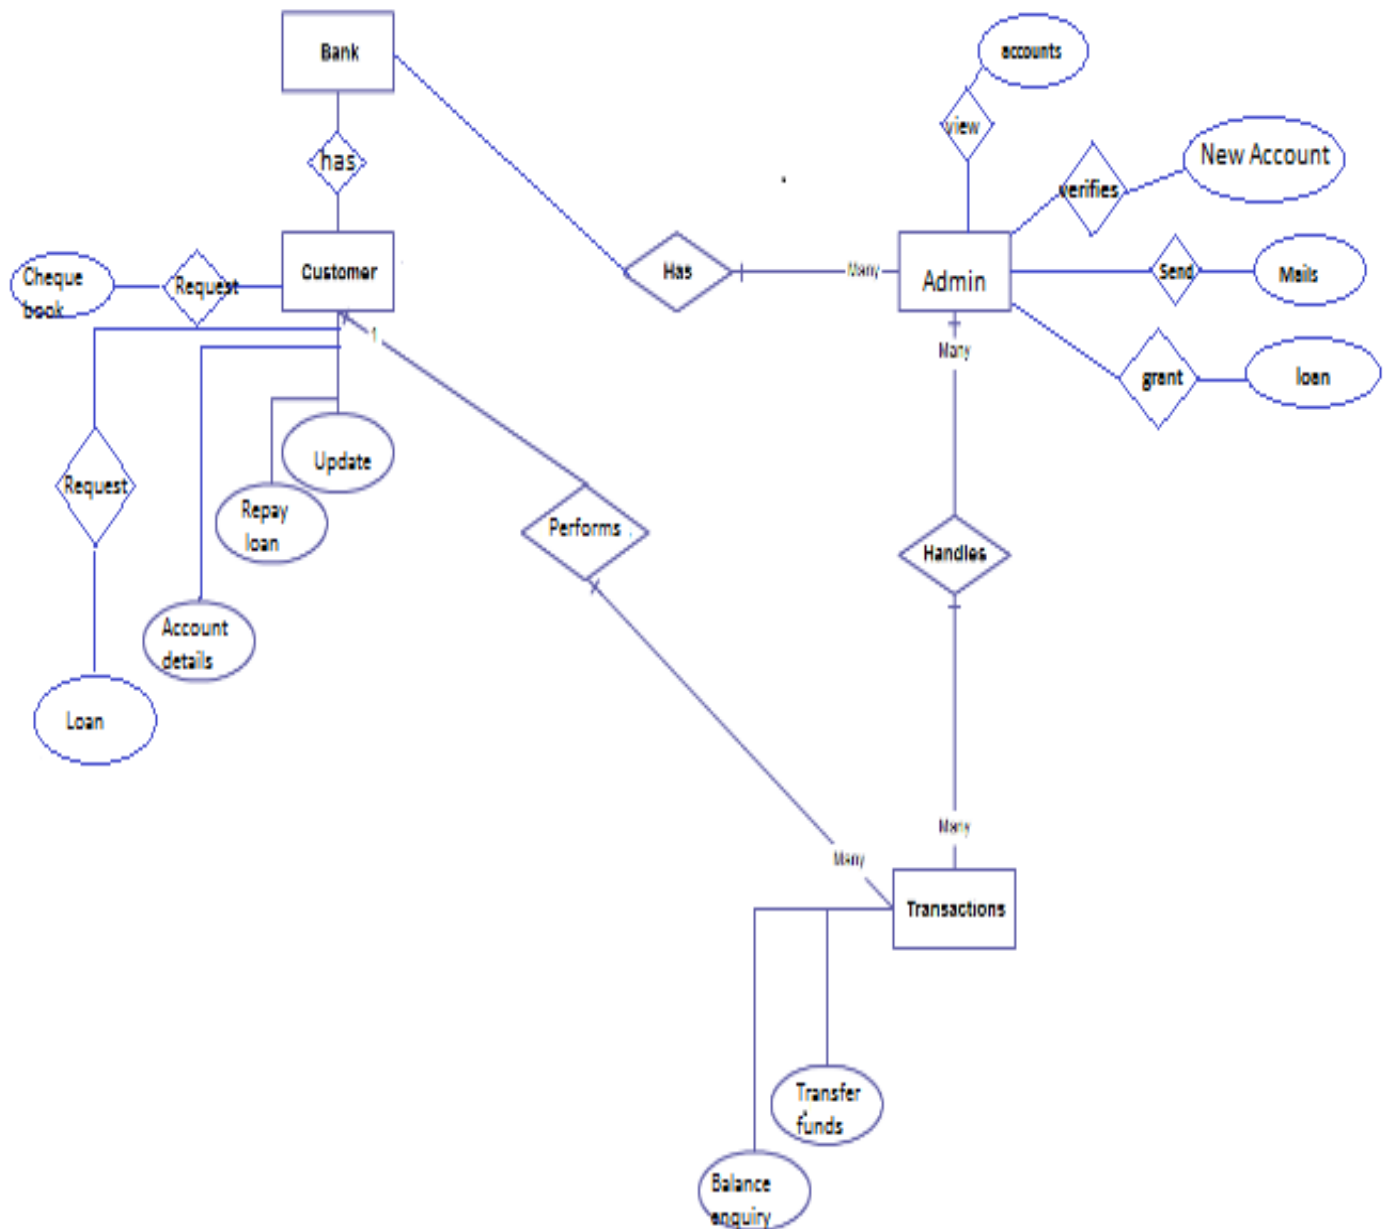 Bank
accounts
view
has
New Account
verifies
Cheque
book
Request
Customer
Has
Many
Admin
Send
Mails
1
Many
grant
loan
Update
Request
Repay
loan
Performs
Handles
Account
details
Loan
Many
Many
Transactions
Transfer
funds
Balance
enquiry